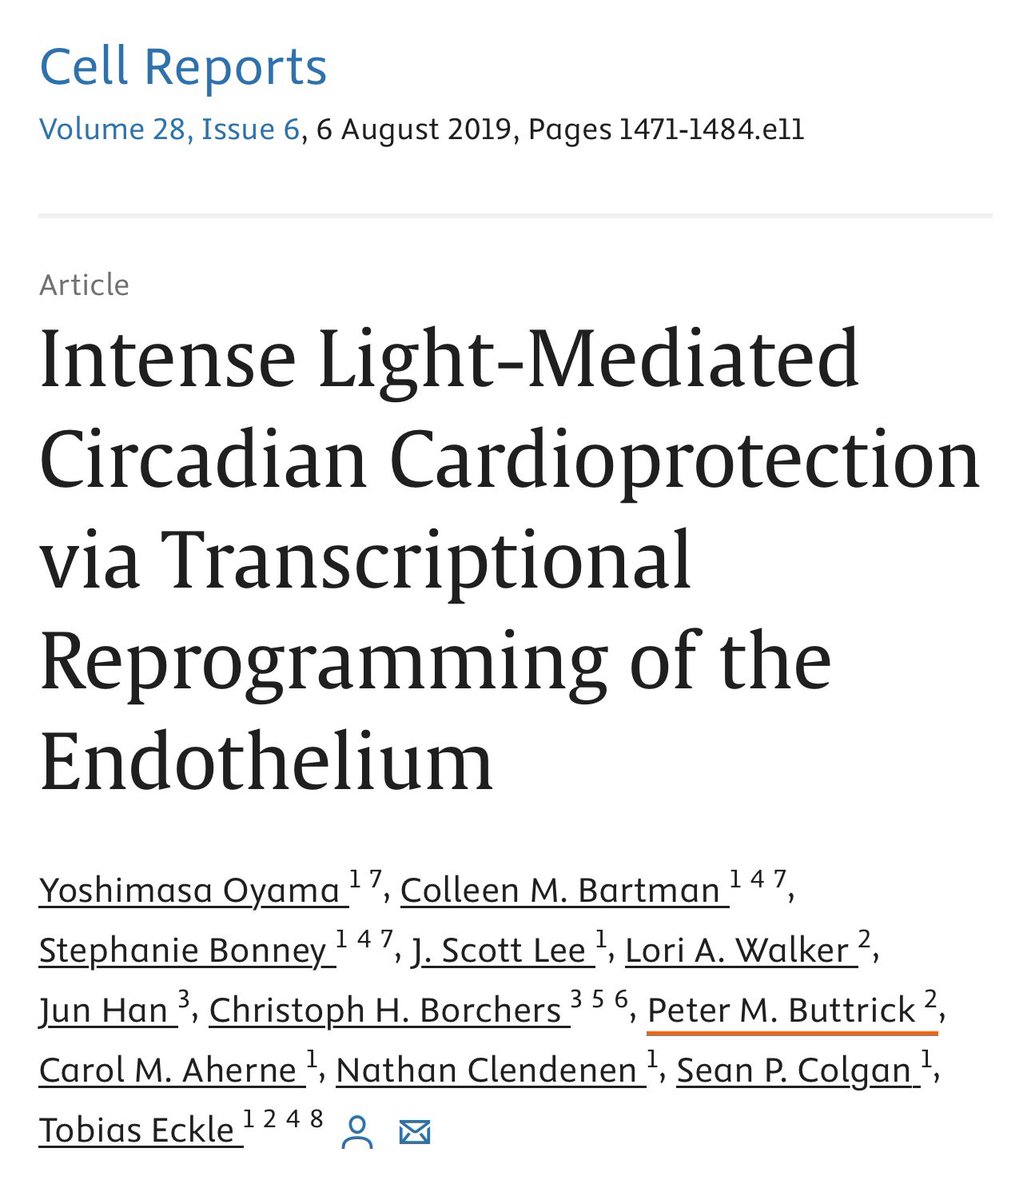 Cell Reports
Volume 28, Issue 6, 6 August 2019, Pages 1471-1484.e11
Article
Intense Light-Mediated
Circadian Cardioprotection
via Transcriptional
Reprogramming of the
Endothelium
Yoshimasa Oyama 1 7, Colleen M. Bartman 1 4 7,
Stephanie Bonney 1 4 7, J. Scott Lee 1, Lori A. Walker 2,
Jun Han 3, Christoph H. Borchers 3 5 6, Peter M. Buttrick 2,
Carol M. Aherne 1, Nathan Clendenen 1, Sean P. Colgan 1,
Tobias Eckle 1 2 4 8